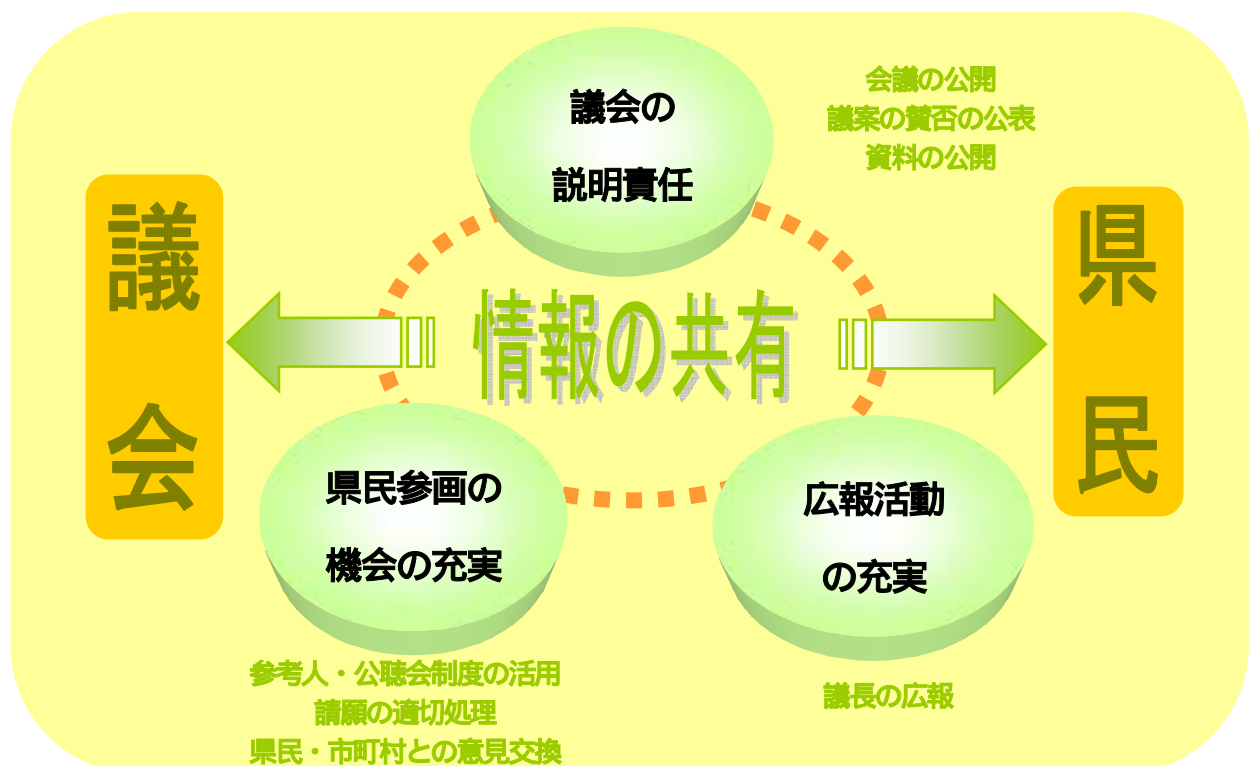 議会の
説明責任
会議の公開
議案の賛否の公表
資料の公開
議会
県民
情報の共有
県民参画の
機会の充実
広報活動
の充実
参考人・公聴会制度の活用
請願の適切処理
県民・市町村との意見交換
議長の広報